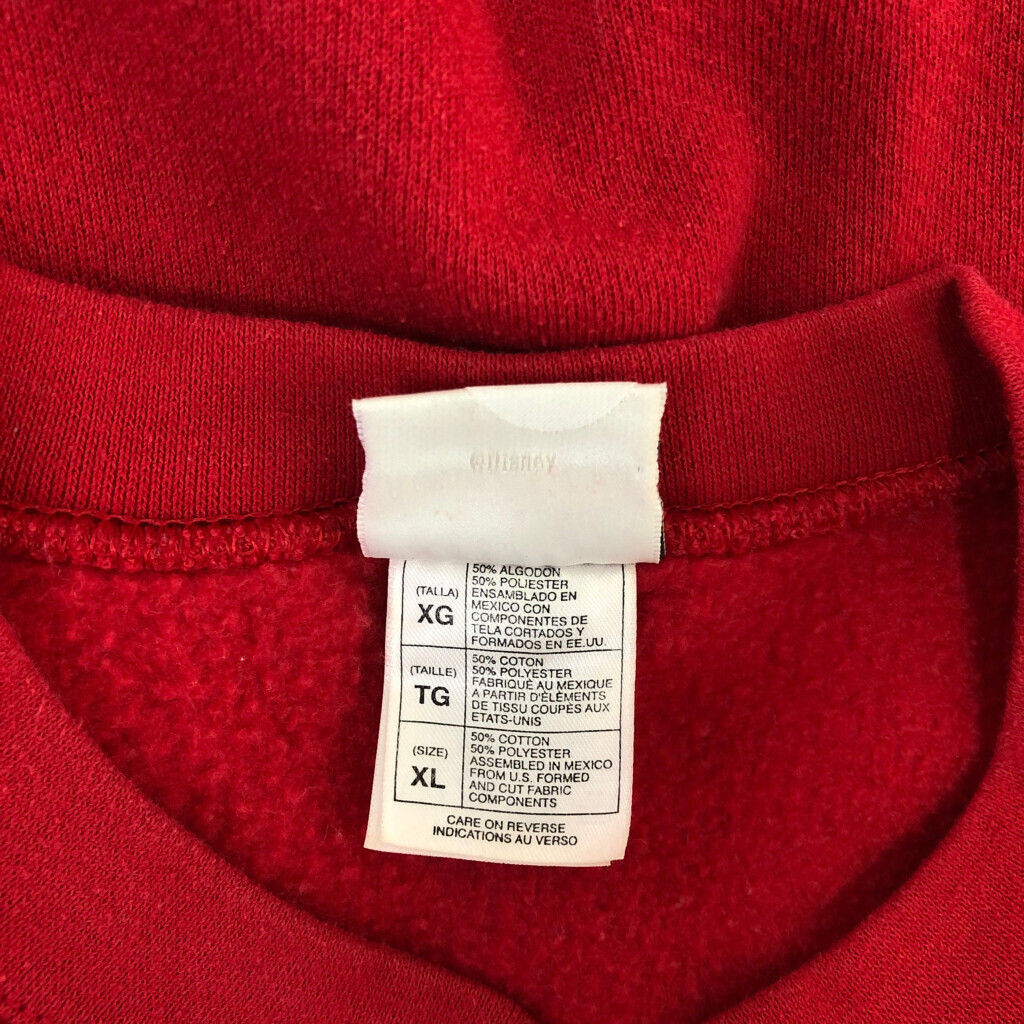 ©Disney
50% ALGODON
50% POLIESTER
(TALLA)
XG
ENSAMBLADO EN
MEXICO CON
COMPONENTES DE
TELA CORTADOS Y
FORMADOS EN EE.UU.
50% COTON
50% POLYESTER
(TAILLE)
TG
FABRIQUÉ AU MEXIQUE
A PARTIR D'ÉLÉMENTS
DE TISSU COUPÉS AUX
ETATS-UNIS
50% COTTON
50% POLYESTER
(SIZE)
XL
ASSEMBLED IN MEXICO
FROM U.S. FORMED
AND CUT FABRIC
COMPONENTS
CARE ON REVERSE
INDICATIONS AU VERSO